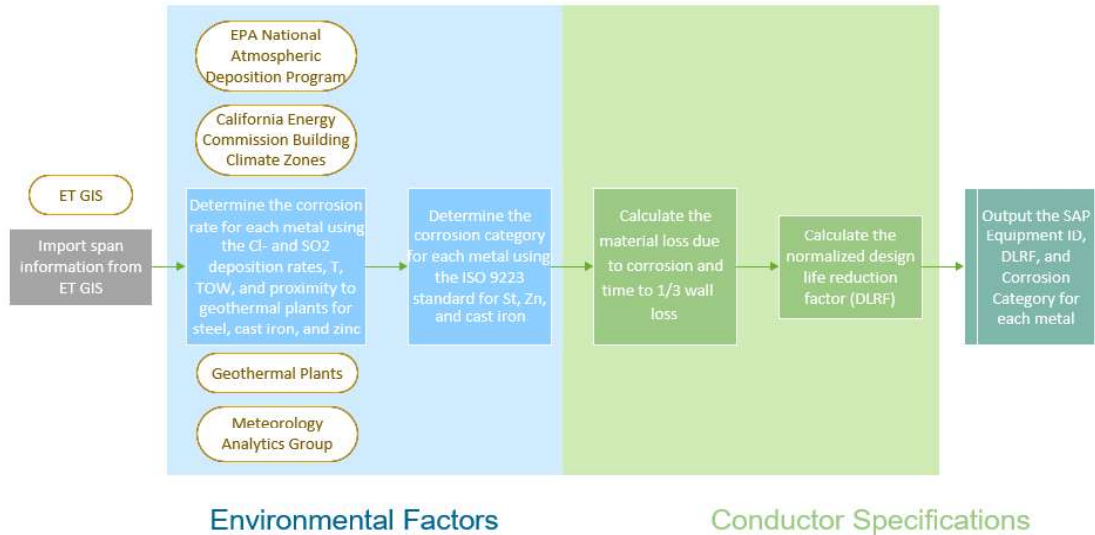 EPA National
Atmospheric
Deposition Program
California Energy
Commission Building
Climate Zones
ET GIS
Import span
information from
ET GIS
Determine the corrosion
rate for each metal using
the Cl- and SO2
deposition rates, T,
TOW, and proximity to
geothermal plants for
steel, cast iron, and zinc
Determine the
corrosion category
for each metal using
the ISO 9223
standard for St, Zn,
and cast iron
Calculate the
material loss due
to corrosion and
time to 1/3 wall
loss
Calculate the
normalized design
life reduction
factor (DLRF)
Output the SAP
Equipment ID,
DLRF, and
Corrosion
Category for
each metal
Geothermal Plants
Meteorology
Analytics Group
Environmental Factors
Conductor Specifications